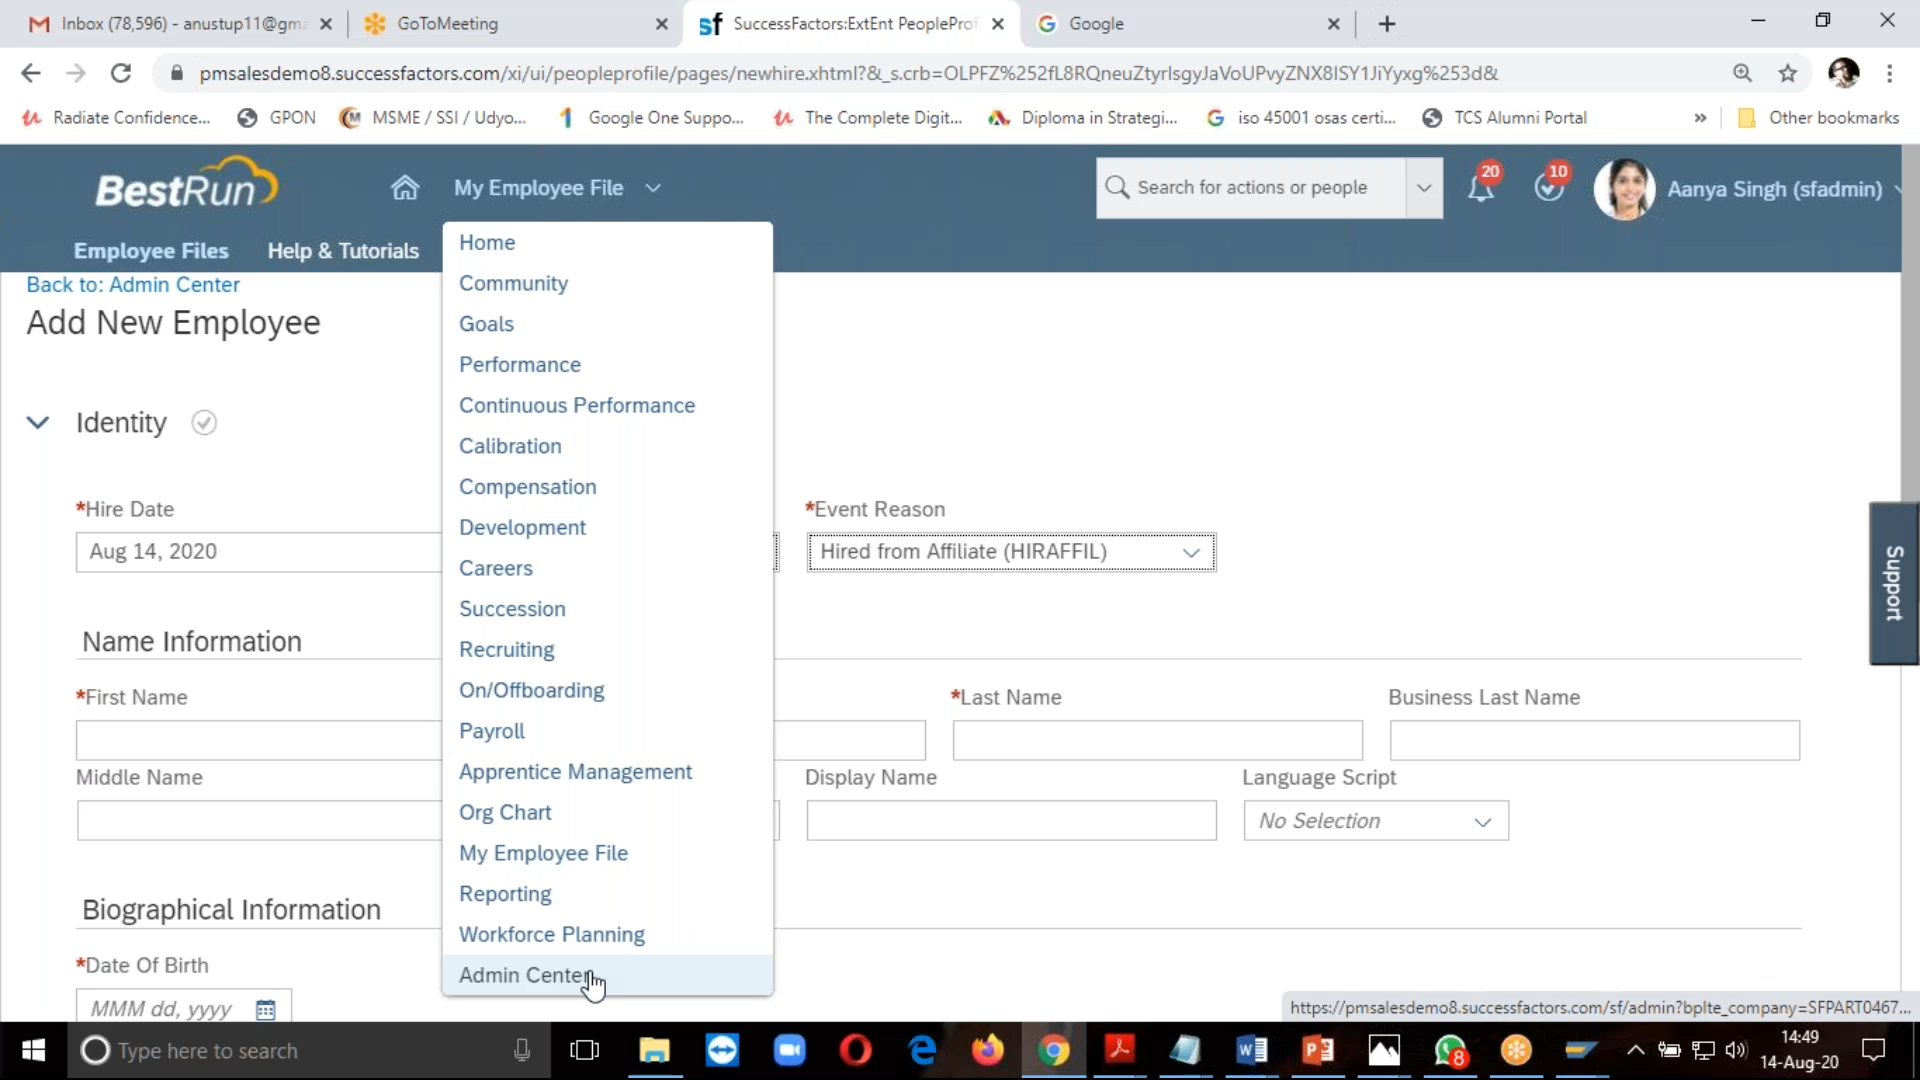 Inbox (78,596) - anustup11@gma
GoToMeeting
SuccessFactors:ExtEnt PeopleProf
Google
pmsalesdemo8.successfactors.com/xi/ui/peopleprofile/pages/newhire.xhtml?&_s.crb=OLPFZ%252fL8RQneuZtyrlsgyJaVoUPvyZNX8ISY1JiYyxg%253d&
Radiate Confidence...
GPON
MSME / SSI / Udyo...
Google One Suppo...
The Complete Digit...
Diploma in Strategi...
iso 45001 osas certi...
TCS Alumni Portal
»
Other bookmarks
BestRun
My Employee File
Search for actions or people
20
10
Aanya Singh (sfadmin)
Employee Files
Help & Tutorials
Back to: Admin Center
Add New Employee
Home
Community
Goals
Performance
Continuous Performance
Calibration
Compensation
Development
Careers
Succession
Recruiting
On/Offboarding
Payroll
Apprentice Management
Org Chart
My Employee File
Reporting
Workforce Planning
Admin Center
Identity
*Hire Date
Aug 14, 2020
*Event Reason
Hired from Affiliate (HIRAFFIL)
Support
Name Information
*First Name
*Last Name
Business Last Name
Middle Name
Display Name
Language Script
No Selection
Biographical Information
*Date Of Birth
MMM dd, yyyy
https://pmsalesdemo8.successfactors.com/sf/admin?bplte_company=SFPART0467...
Type here to search
8
14:49
14-Aug-20